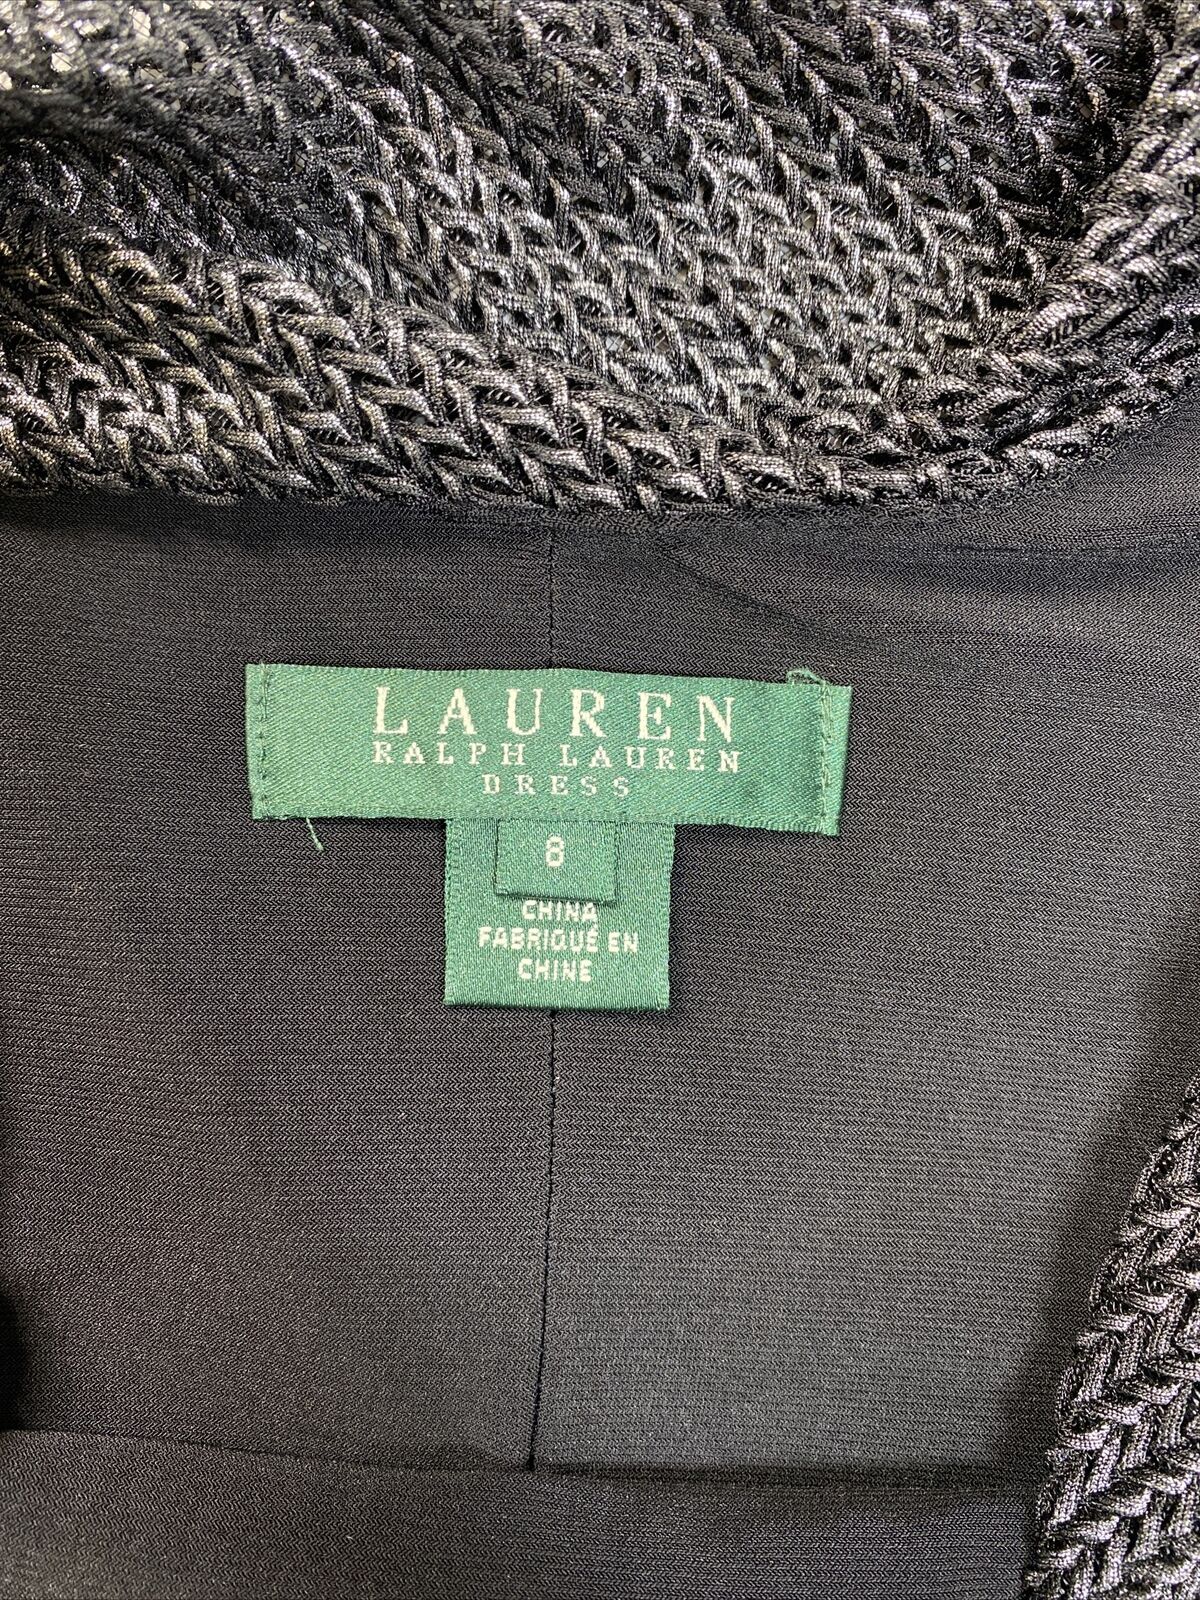 LAUREN
RALPH LAUREN
DRESS
8
CHINA
FABRIQUÉ EN
CHINE